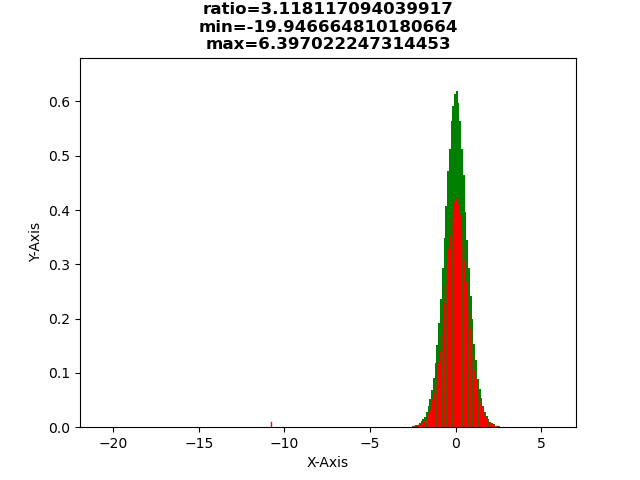 ratio=3.118117094039917
min=-19.946664810180664
max=6.397022247314453
0.6
0.5
0.4
0.3
0.2
0.1
0.0
Y-Axis
−20
−15
−10
−5
0
5
X-Axis